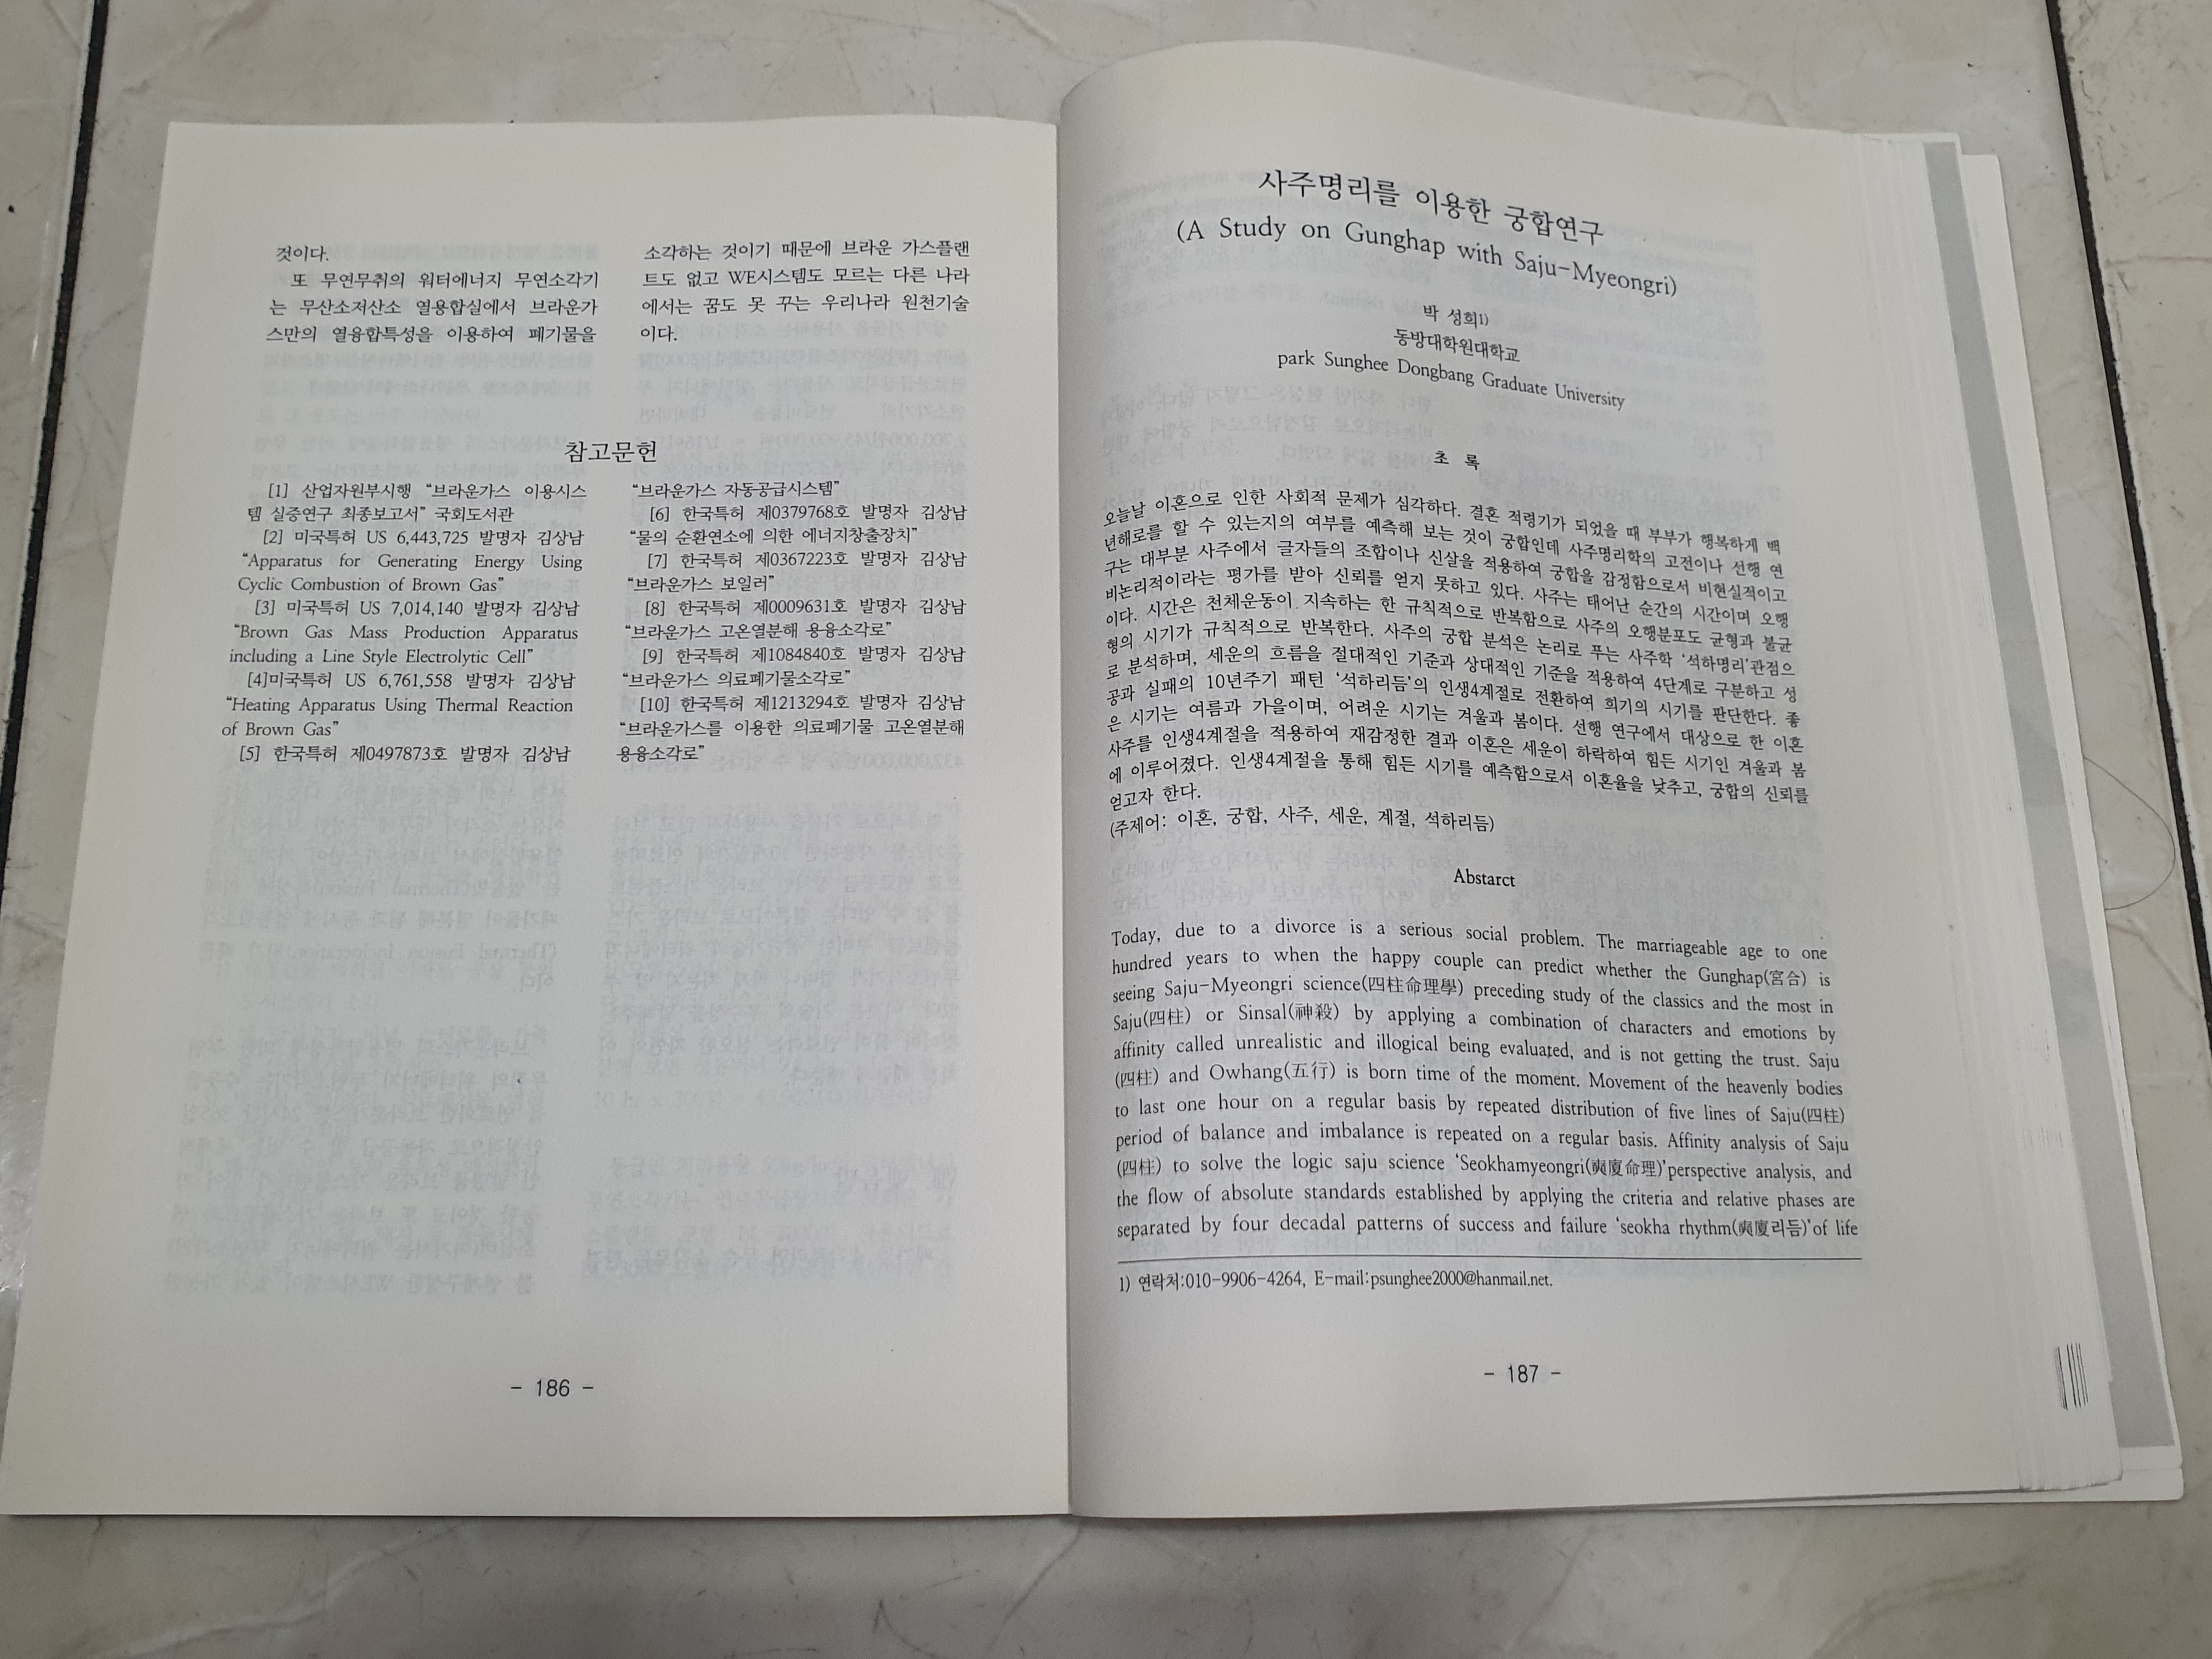 것이다.
또 무연무취의 워터에너지 무연소각기
는 무산소저산소 열용합실에서 브라운가
스만의 열융합특성을 이용하여 폐기물을
소각하는 것이기 때문에 브라운 가스플랜
트도 없고 WE시스템도 모르는 다른 나라
에서는 꿈도 못 꾸는 우리나라 원천기술
이다.
참고문헌
[1] 산업자원부시행 “브라운가스 이용시스
템 실증연구 최종보고서” 국회도서관
[2] 미국특허 US 6,443,725 발명자 김상남
“Apparatus for Generating Energy Using
Cyclic Combustion of Brown Gas”
[3] 미국특허 US 7,014,140 발명자 김상남
“Brown Gas Mass Production Apparatus
including a Line Style Electrolytic Cell”
[4]미국특허 US 6,761,558 발명자 김상남
“Heating Apparatus Using Thermal Reaction
of Brown Gas”
[5] 한국특허 제0497873호 발명자 김상남
“브라운가스 자동공급시스템”
[6] 한국특허 제0379768호 발명자 김상남
“물의 순환연소에 의한 에너지창출장치”
[7] 한국특허 제0367223호 발명자 김상남
“브라운가스 보일러”
[8] 한국특허 제0009631호 발명자 김상남
“브라운가스 고온열분해 용융소각로”
[9] 한국특허 제1084840호 발명자 김상남
“브라운가스 의료폐기물소각로”
[10] 한국특허 제1213294호 발명자 김상남
“브라운가스를 이용한 의료폐기물 고온열분해
용융소각로”
- 186 -
사주명리를 이용한 궁합연구
(A Study on Gunghap with Saju-Myeongri)
박 성희1)
동방대학원대학교
park Sunghee Dongbang Graduate University
초 록
오늘날 이혼으로 인한 사회적 문제가 심각하다. 결혼 적령기가 되었을 때 부부가 행복하게 백
년해로를 할 수 있는지의 여부를 예측해 보는 것이 궁합인데 사주명리학의 고전이나 선행 연
구는 대부분 사주에서 글자들의 조합이나 신살을 적용하여 궁합을 감정함으로서 비현실적이고
비논리적이라는 평가를 받아 신뢰를 얻지 못하고 있다. 사주는 태어난 순간의 시간이며 오행
이다. 시간은 천체운동이 지속하는 한 규칙적으로 반복함으로 사주의 오행분포도 균형과 불균
형의 시기가 규칙적으로 반복한다. 사주의 궁합 분석은 논리로 푸는 사주학 ‘석하명리’관점으
로 분석하며, 세운의 흐름을 절대적인 기준과 상대적인 기준을 적용하여 4단계로 구분하고 성
공과 실패의 10년주기 패턴 ‘석하리듬’의 인생4계절로 전환하여 희기의 시기를 판단한다. 좋
은 시기는 여름과 가을이며, 어려운 시기는 겨울과 봄이다. 선행 연구에서 대상으로 한 이혼
사주를 인생4계절을 적용하여 재감정한 결과 이혼은 세운이 하락하여 힘든 시기인 겨울과 봄
에 이루어졌다. 인생4계절을 통해 힘든 시기를 예측함으로서 이혼율을 낮추고, 궁합의 신뢰를
얻고자 한다.
(주제어: 이혼, 궁합, 사주, 세운, 계절, 석하리듬)
Abstarct
Today, due to a divorce is a serious social problem. The marriageable age to one
hundred years to when the happy couple can predict whether the Gunghap(宮合) is
seeing Saju-Myeongri science(四柱命理學) preceding study of the classics and the most in
Saju(四柱) or Sinsal(神殺) by applying a combination of characters and emotions by
affinity called unrealistic and illogical being evaluated, and is not getting the trust. Saju
(四柱) and Owhang(五行) is born time of the moment. Movement of the heavenly bodies
to last one hour on a regular basis by repeated distribution of five lines of Saju(四柱)
period of balance and imbalance is repeated on a regular basis. Affinity analysis of Saju
(四柱) to solve the logic saju science ‘Seokhamyeongri(奭廈命理)’perspective analysis, and
the flow of absolute standards established by applying the criteria and relative phases are
separated by four decadal patterns of success and failure ‘seokha rhythm(奭廈리듬)’of life
1) 연락처:010-9906-4264, E-mail:psunghee2000@hanmail.net.
- 187 -